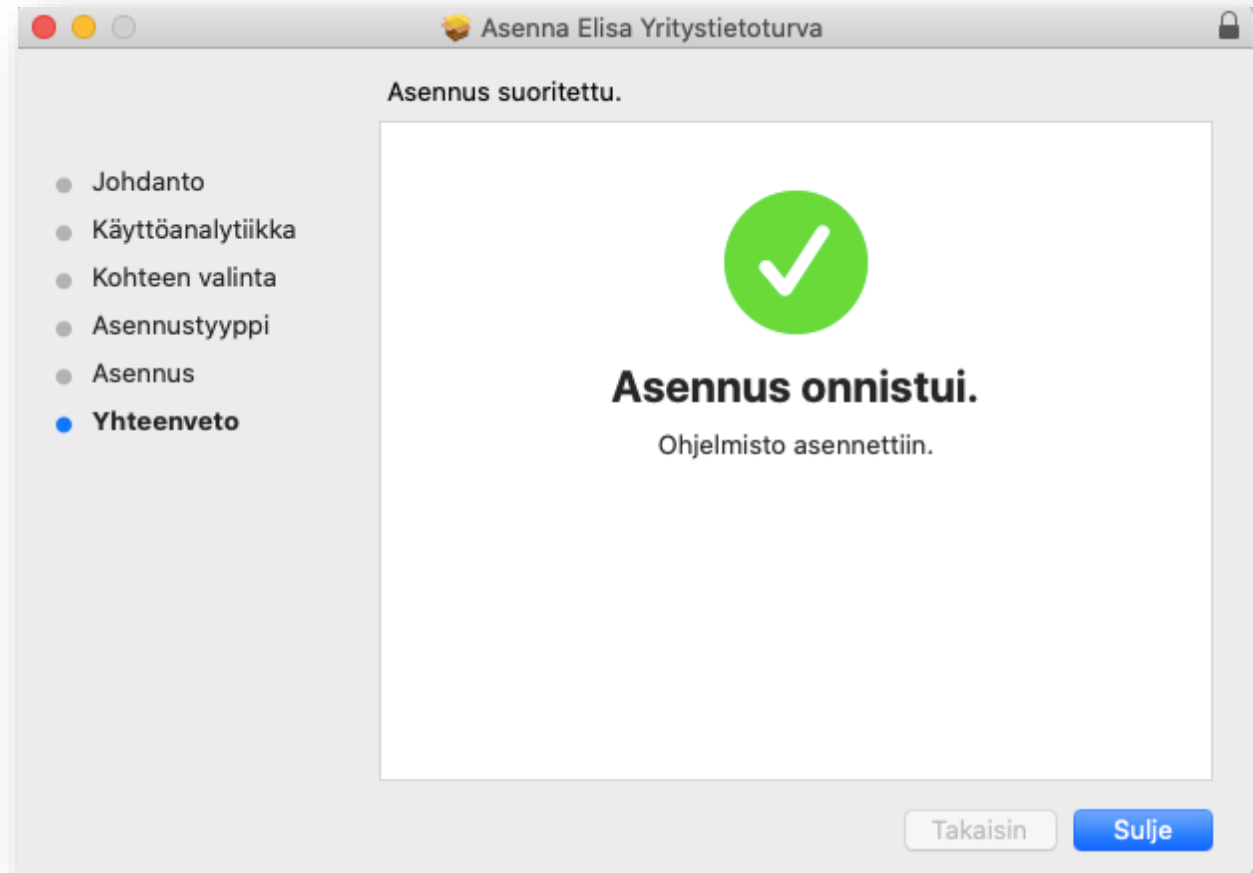 Asenna Elisa Yritystietoturva
Asennus suoritettu.
Johdanto
Käyttöanalytiikka
Kohteen valinta
Asennustyyppi
Asennus
Yhteenveto
Asennus onnistui.
Ohjelmisto asennettiin.
Takaisin
Sulje